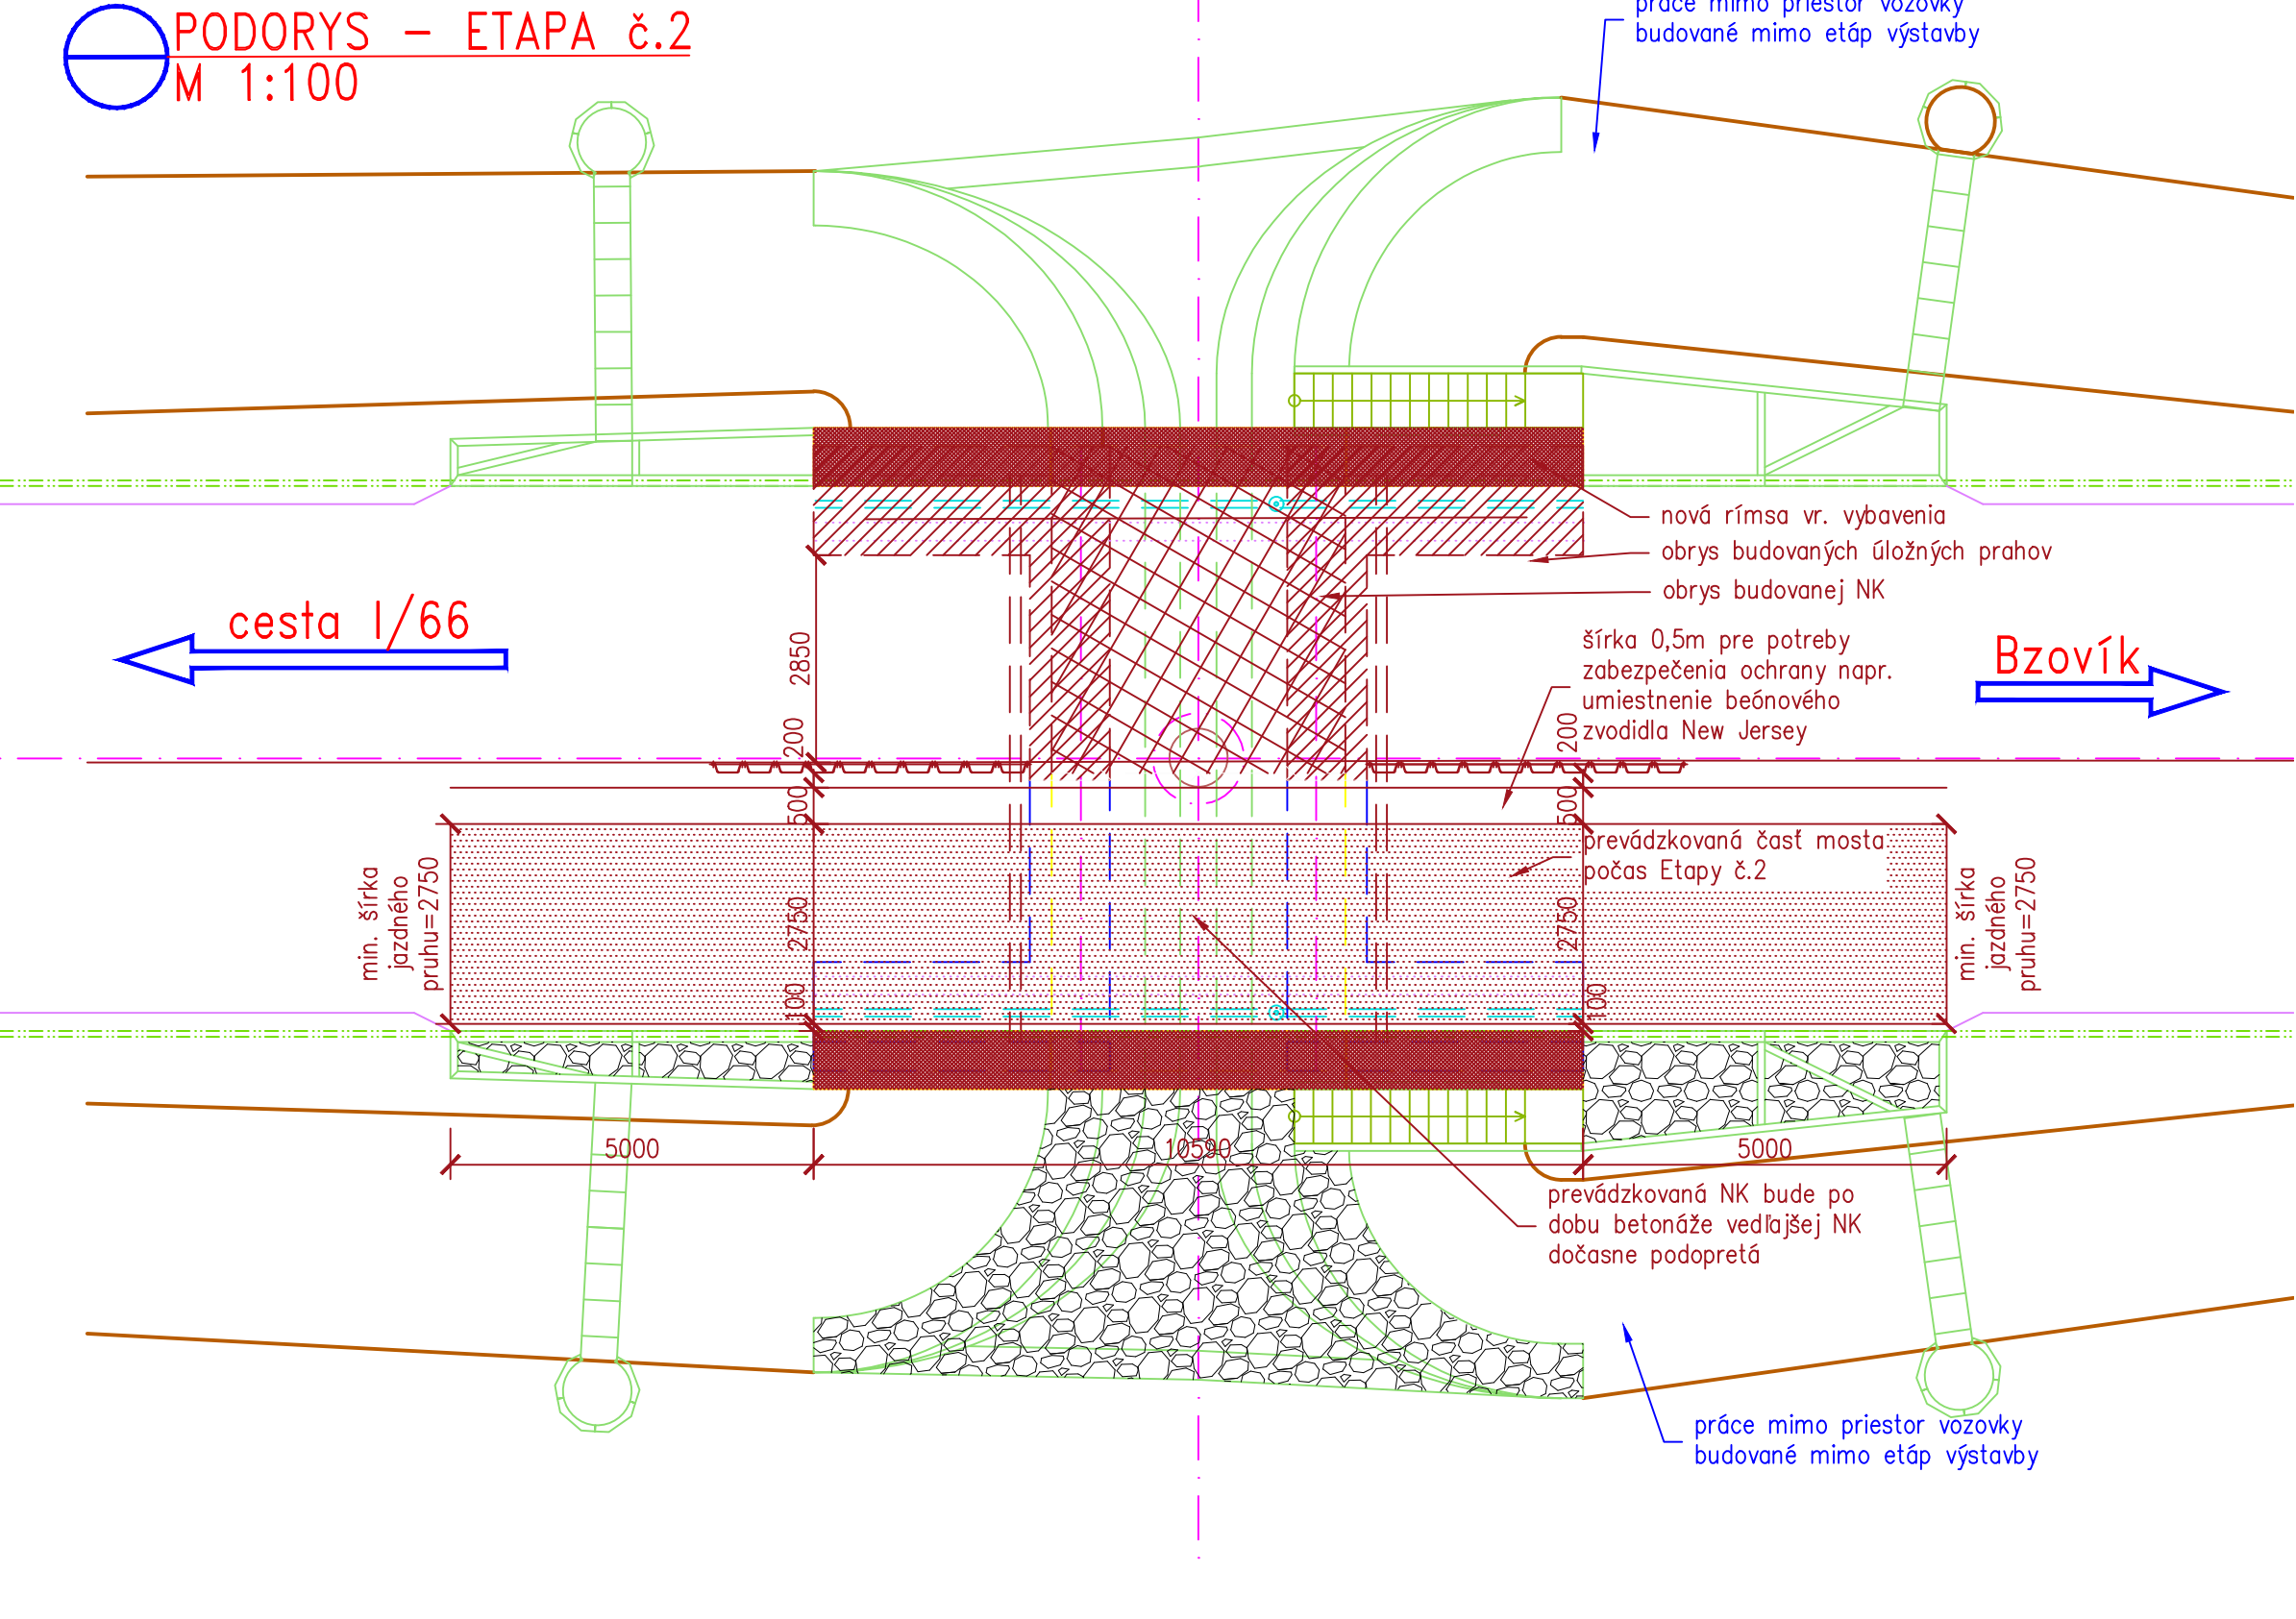 PODORYS - ETAPA č.2
M 1:100
práce mimo priestor vozovky
budované mimo etáp výstavby
nová rímsa vr. vybavenia
obrys budovaných úložných prahov
obrys budovanej NK
šírka 0,5m pre potreby
zabezpečenia ochrany napr.
umiestnenie beónového
zvodidla New Jersey
cesta I/66
Bzovík
2850
200
200
500
500
prevádzkovaná časť mosta
počas Etapy č.2
min. šírka
jazdného
pruhu=2750
2750
2750
min. šírka
jazdného
pruhu=2750
100
100
5000
10590
5000
prevádzkovaná NK bude po
dobu betonáže vedľajšej NK
dočasne podopretá
práce mimo priestor vozovky
budované mimo etáp výstavby